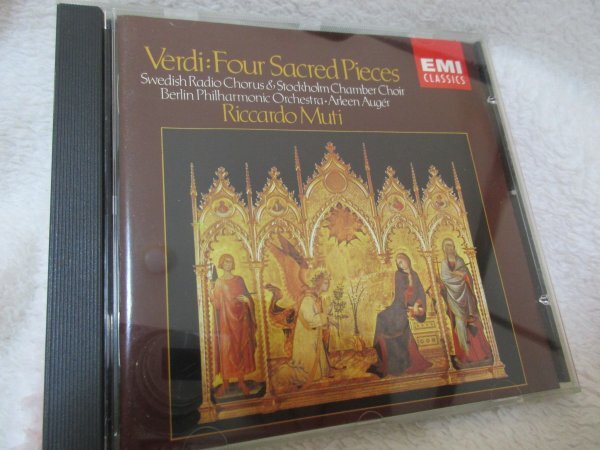 Verdi: Four Sacred Pieces
Swedish Radio Chorus & Stockholm Chamber Choir
Berlin Philharmonic Orchestra · Arleen Augér
Riccardo Muti
EMI
CLASSICS